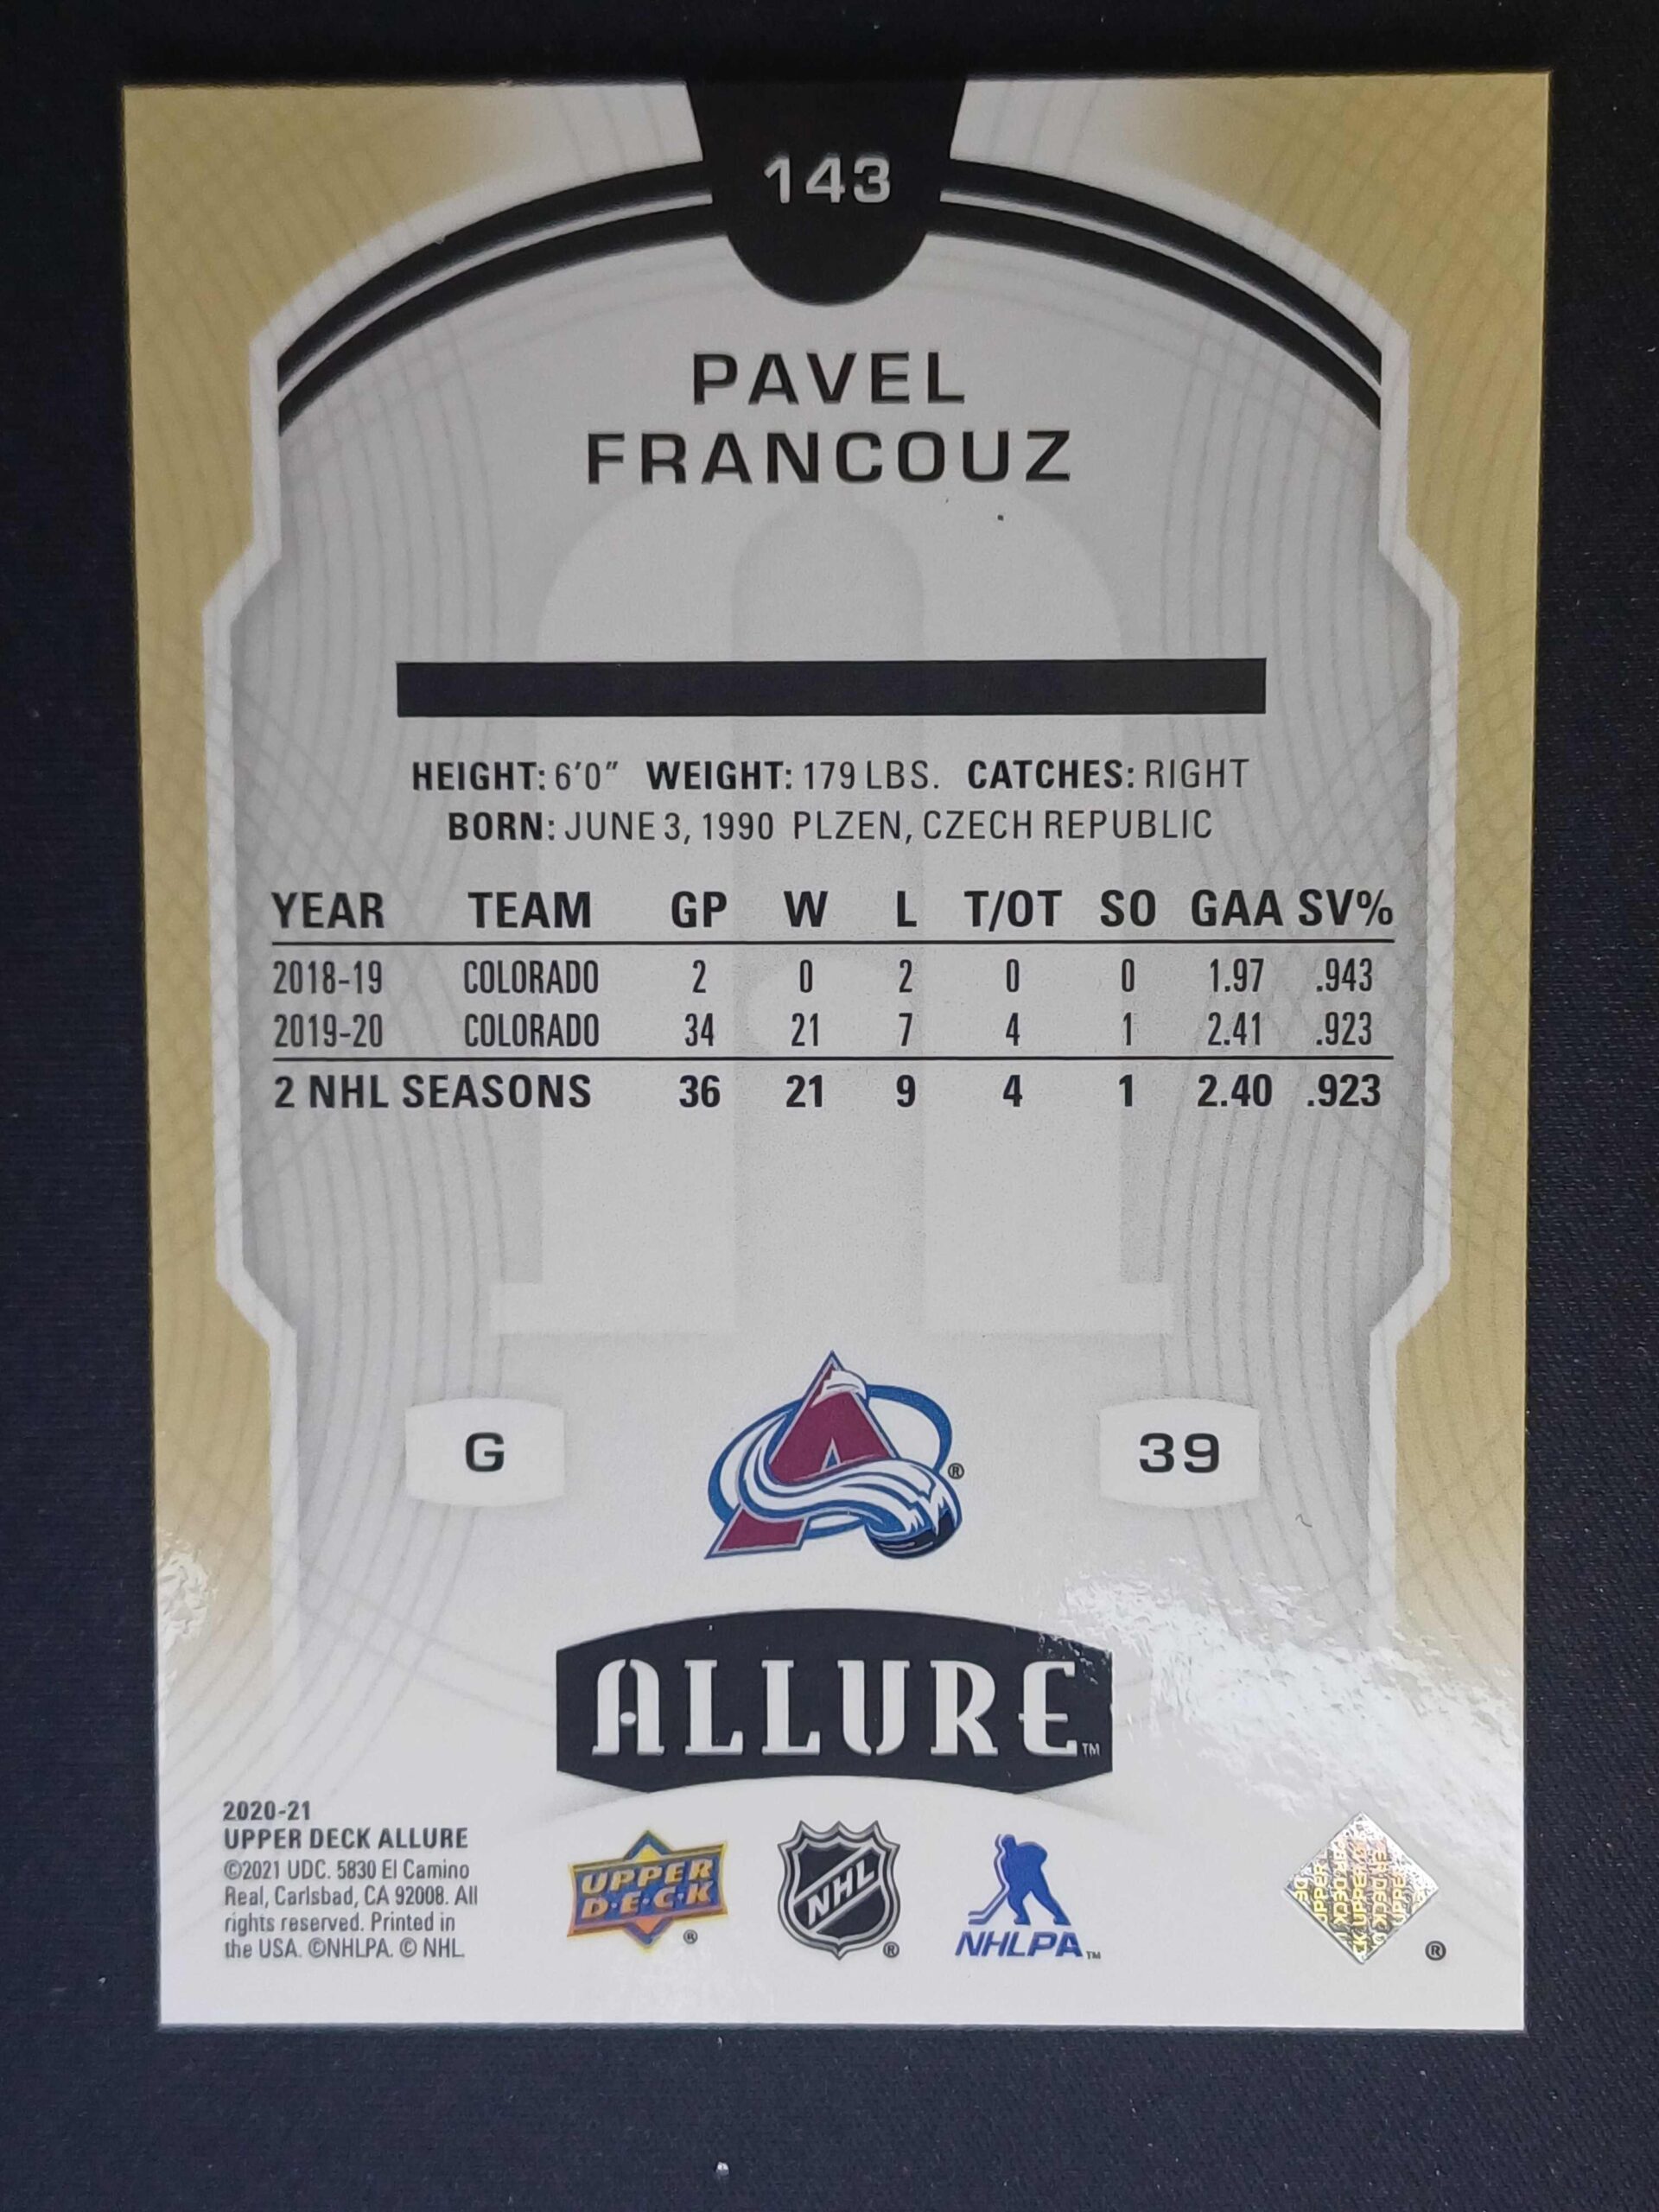 143
PAVEL
FRANCOUZ
HEIGHT: 6'0" WEIGHT: 179 LBS. CATCHES: RIGHT
BORN: JUNE 3, 1990 PLZEN, CZECH REPUBLIC
YEAR TEAM GP W L T/OT SO GAA SV%
2018-19 COLORADO 2 0 2 0 0 1.97 .943
2019-20 COLORADO 34 21 7 4 1 2.41 .923
2 NHL SEASONS 36 21 9 4 1 2.40 .923
G
39
®
ALLURE™
2020-21
UPPER DECK ALLURE
©2021 UDC. 5830 El Camino
Real, Carlsbad, CA 92008. All
rights reserved. Printed in
the USA. ©NHLPA. © NHL.
UPPER
D·E·C·K ®
NHL ®
NHLPA™
®